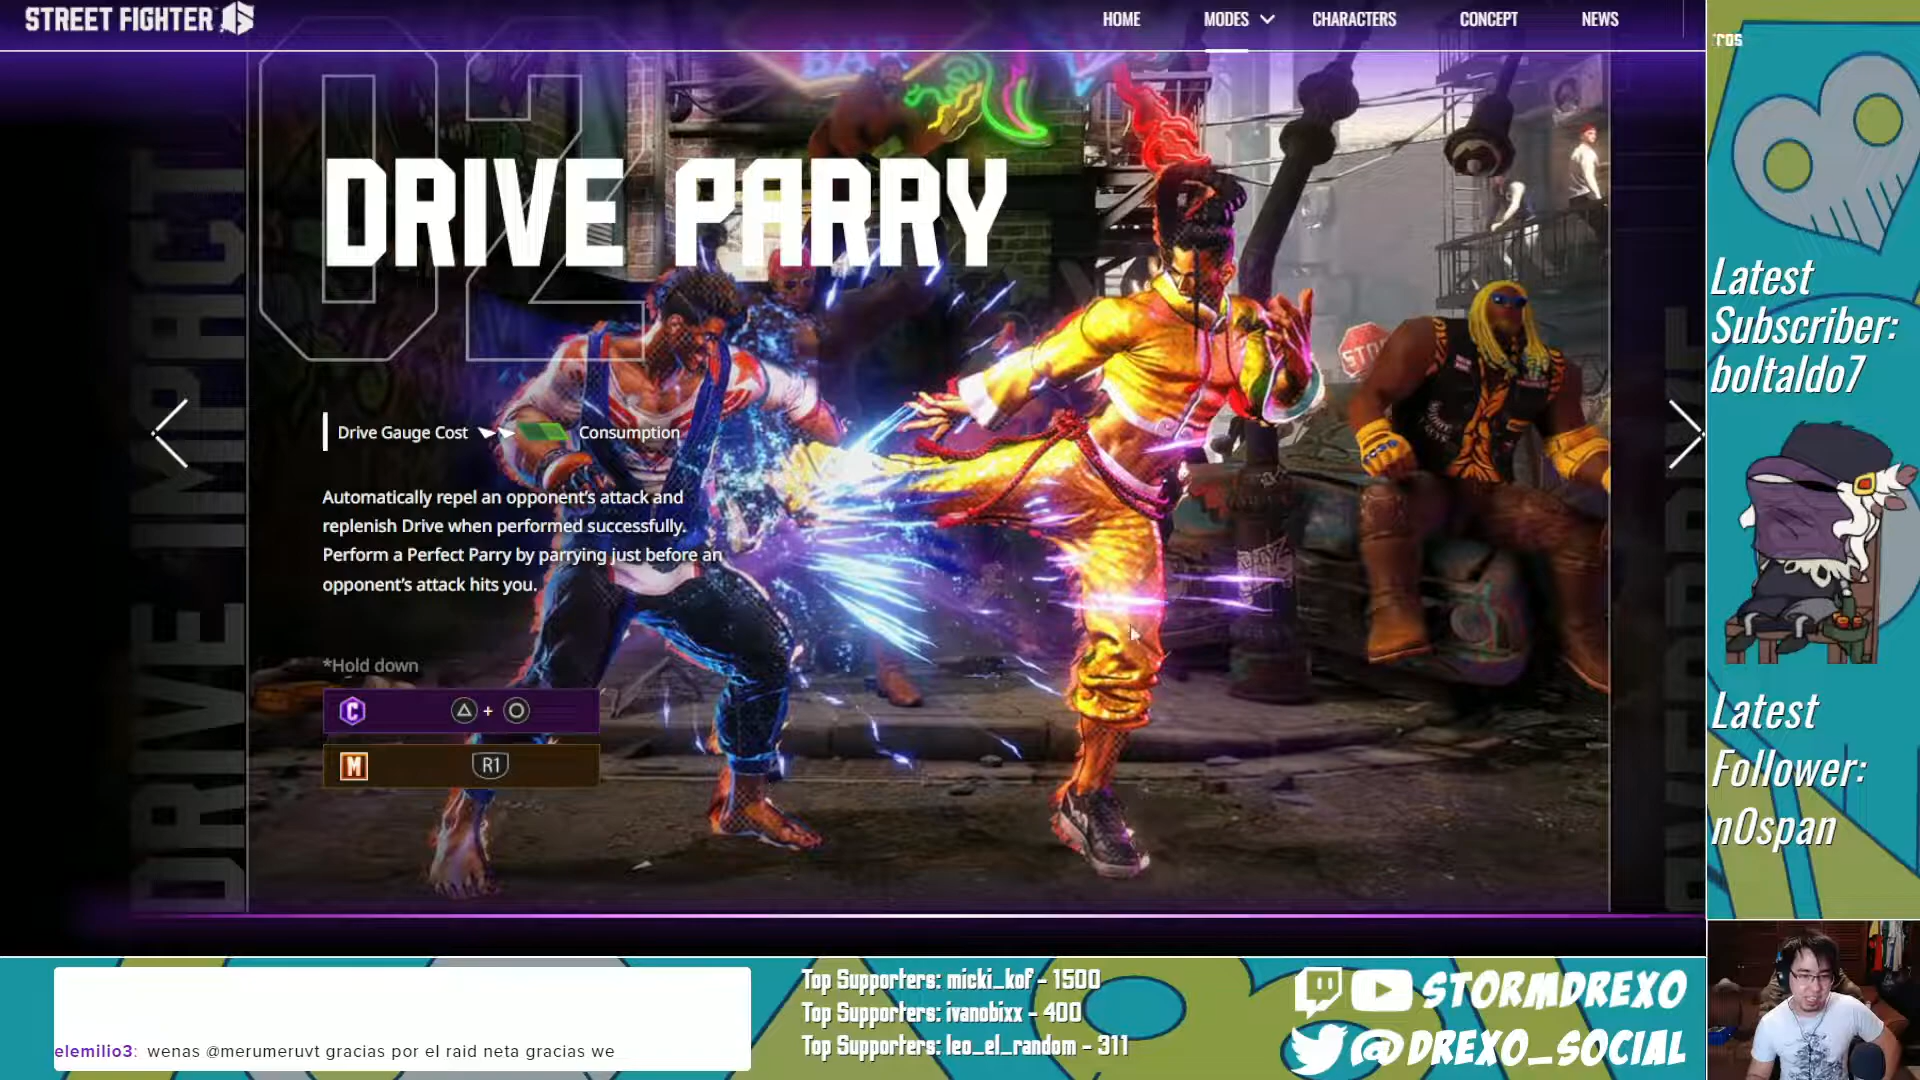 STREET FIGHTER 6
HOME
MODES
CHARACTERS
CONCEPT
NEWS
02
BAR
DRIVE PARRY
DRIVE IMPACT
STOP
Drive Gauge Cost
Consumption
Automatically repel an opponent's attack and
replenish Drive when performed successfully.
Perform a Perfect Parry by parrying just before an
opponent's attack hits you.
*Hold down
C
+
M
R1
Latest
Subscriber:
boltaldo7
Latest
Follower:
n0span
elemilio3: wenas @merumeruvt gracias por el raid neta gracias we
Top Supporters: micki_kof - 1500
Top Supporters: ivanobixx - 400
Top Supporters: leo_el_random - 311
STORMDREXO
@DREXO_SOCIAL